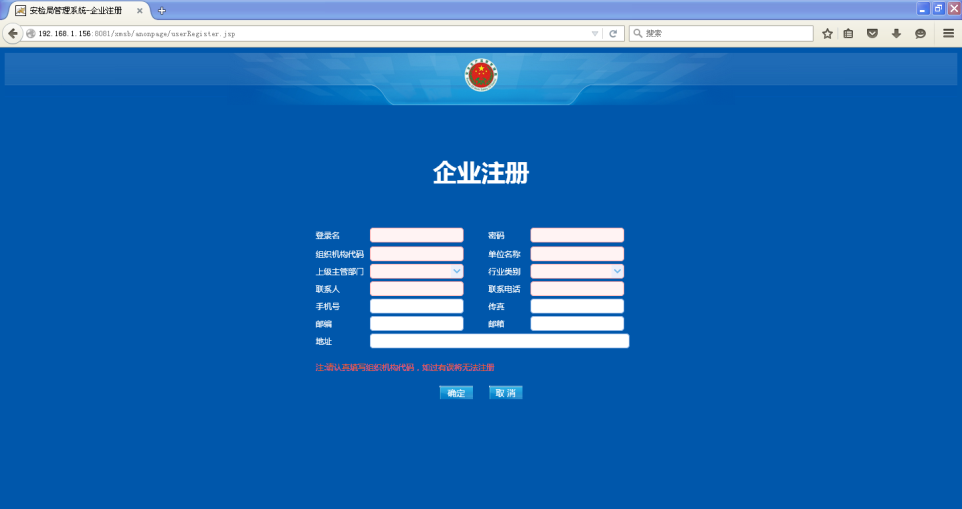 安检局管理系统-企业注册
192.168.1.156:8081/xmsb/anonpage/userRegister.jsp
搜索
企业注册
登录名 密码
组织机构代码 单位名称
上级主管部门 行业类别
联系人 联系电话
手机号 传真
邮编 邮箱
地址
注:请认真填写组织机构代码，如过有误将无法注册
确定 取消